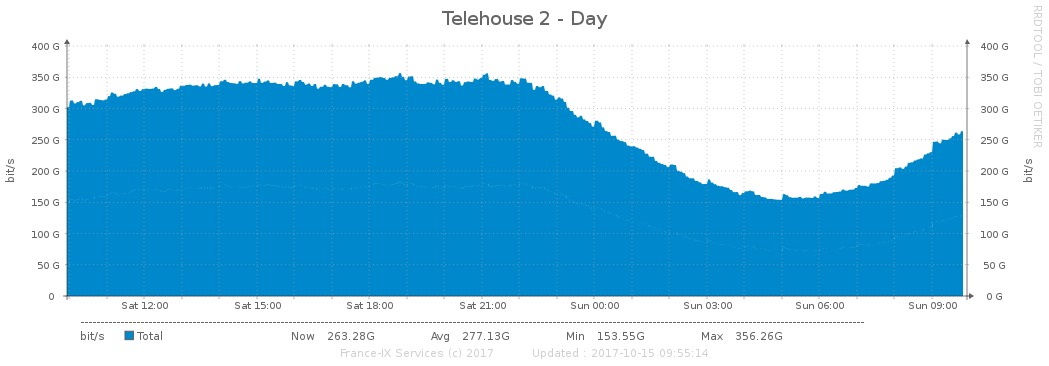 Telehouse 2 - Day
RRDTOOL / TOBI OETIKER
400 G 400 G
350 G 350 G
300 G 300 G
250 G 250 G
200 G 200 G
150 G 150 G
100 G 100 G
50 G 50 G
0 0 G
bit/s bit/s
Sat 12:00 Sat 15:00 Sat 18:00 Sat 21:00 Sun 00:00 Sun 03:00 Sun 06:00 Sun 09:00
bit/s Total Now 263.28G Avg 277.13G Min 153.55G Max 356.26G
France-IX Services (c) 2017 Updated : 2017-10-15 09:55:14